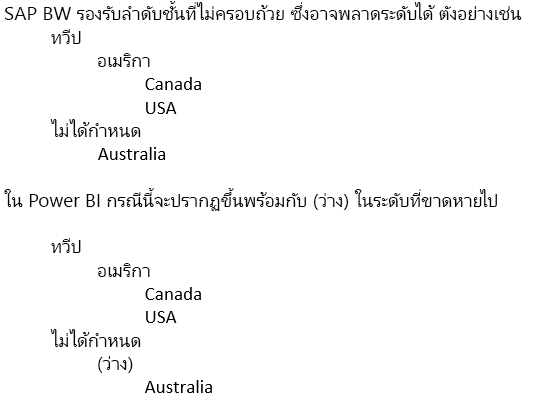 SAP BW รองรับลำดับชั้นที่ไม่ครอบถ้วย ซึ่งอาจพลาดระดับได้ ตังอย่างเช่น
ทวีป
อเมริกา
Canada
USA
ไม่ได้กำหนด
Australia
ใน Power BI กรณีนี้จะปรากฏขึ้นพร้อมกับ (ว่าง) ในระดับที่ขาดหายไป
ทวีป
อเมริกา
Canada
USA
ไม่ได้กำหนด
(ว่าง)
Australia